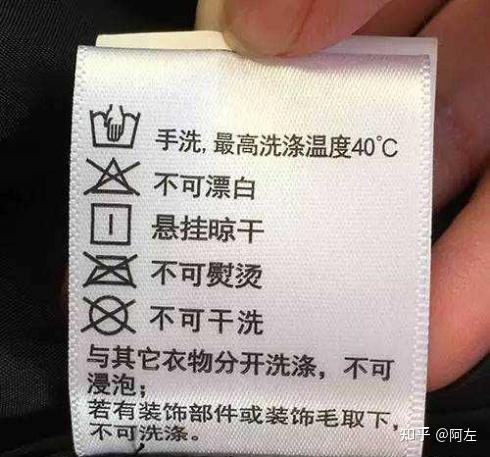 手洗,最高洗涤温度40℃
不可漂白
悬挂晾干
不可熨烫
不可干洗
与其它衣物分开洗涤，不可
浸泡；
若有装饰部件或装饰毛取下，
不可洗涤。
知乎 @阿左